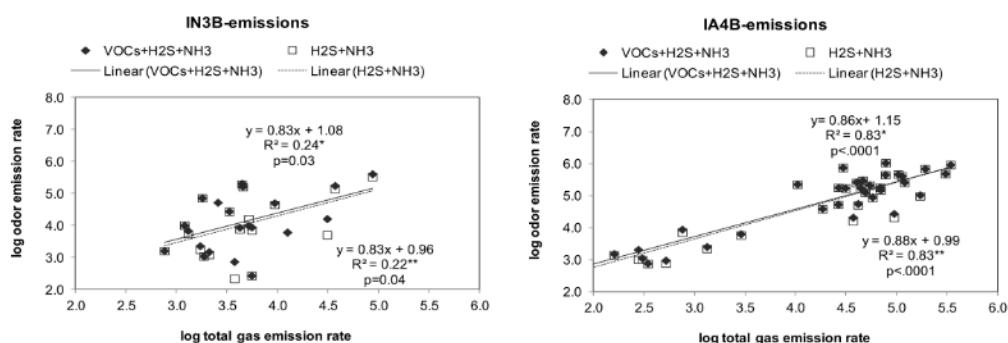 IN3B-emissions
VOCs+H2S+NH3 H2S+NH3
Linear (VOCs+H2S+NH3) Linear (H2S+NH3)
8.0
7.0
6.0
5.0
4.0
3.0
2.0
y = 0.83x + 1.08
R² = 0.24*
p=0.03
y = 0.83x + 0.96
R² = 0.22**
p=0.04
2.0 2.5 3.0 3.5 4.0 4.5 5.0 5.5
log odor emission rate
log total gas emission rate
IA4B-emissions
VOCs+H2S+NH3 H2S+NH3
Linear (VOCs+H2S+NH3) Linear (H2S+NH3)
8.0
7.0
6.0
5.0
4.0
3.0
2.0
y = 0.86x+ 1.15
R² = 0.83*
p<.0001
y = 0.88x + 0.99
R² = 0.83**
p<.0001
2.0 2.5 3.0 3.5 4.0 4.5 5.0 5.5 6.0
log odor emission rate
log total gas emission rate